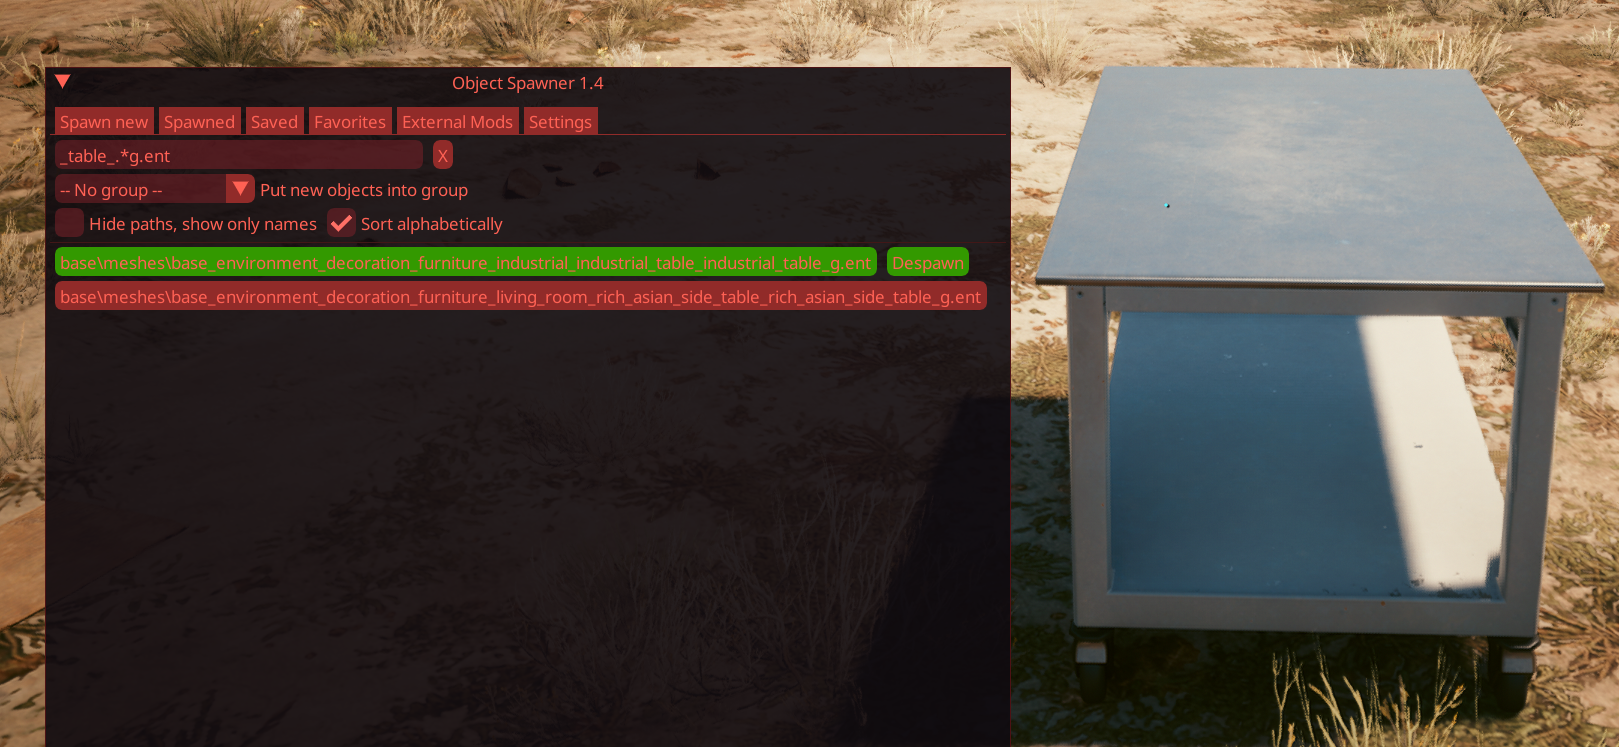 Object Spawner 1.4
Spawn new Spawned Saved Favorites External Mods Settings
_table_.*g.ent X
-- No group -- Put new objects into group
Hide paths, show only names Sort alphabetically
base\meshes\base_environment_decoration_furniture_industrial_industrial_table_industrial_table_g.ent Despawn
base\meshes\base_environment_decoration_furniture_living_room_rich_asian_side_table_rich_asian_side_table_g.ent